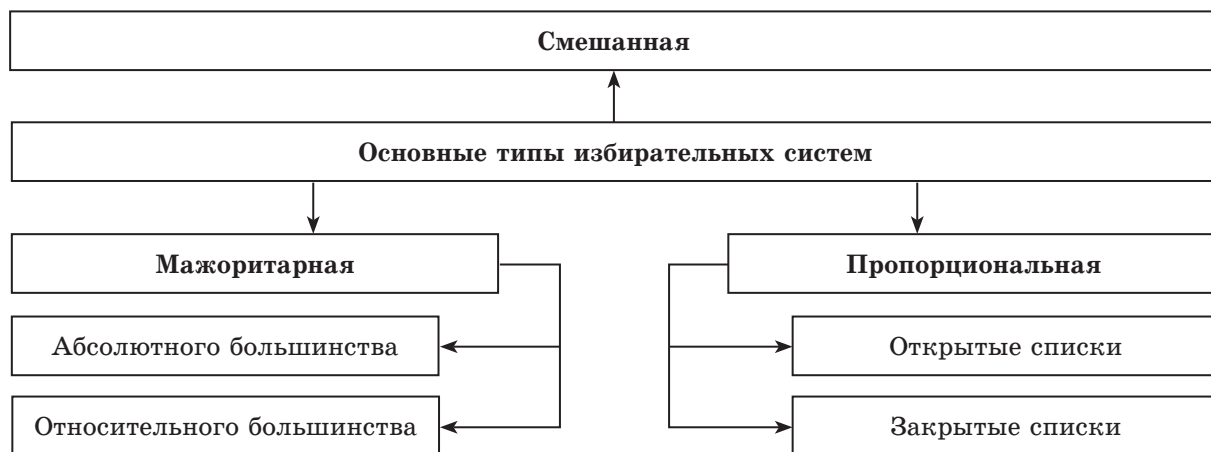 Смешанная
Основные типы избирательных систем
Мажоритарная
Пропорциональная
Абсолютного большинства
Открытые списки
Относительного большинства
Закрытые списки